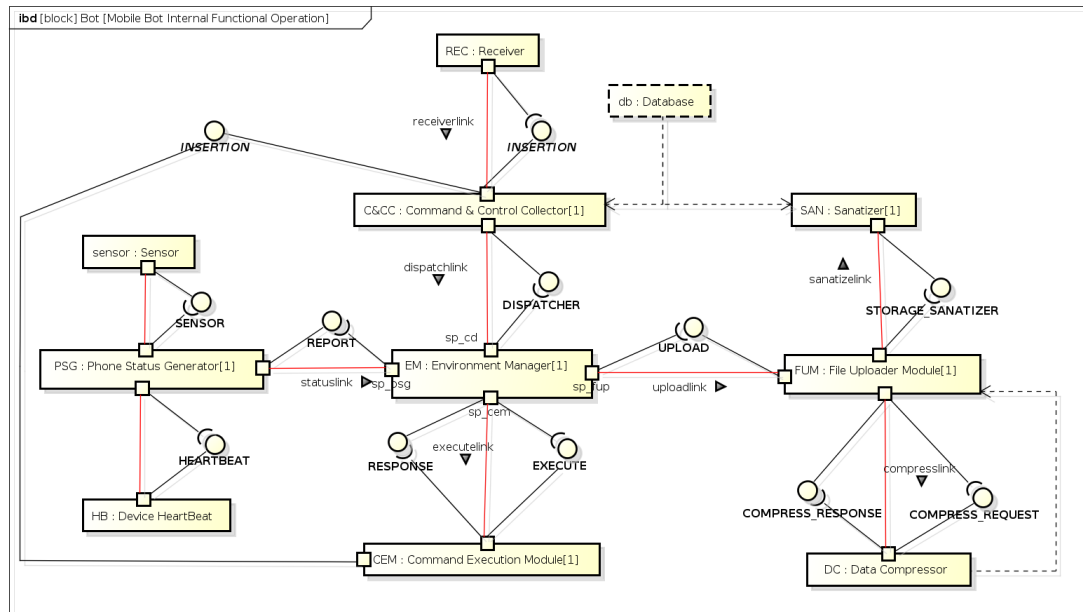 ibd [block] Bot [Mobile Bot Internal Functional Operation]
REC : Receiver
db : Database
receiverlink
INSERTION
INSERTION
C&CC : Command & Control Collector[1]
SAN : Sanatizer[1]
sensor : Sensor
dispatchlink
sanatizelink
DISPATCHER
STORAGE_SANATIZER
SENSOR
REPORT
sp_cd
UPLOAD
PSG : Phone Status Generator[1]
EM : Environment Manager[1]
FUM : File Uploader Module[1]
statuslink
sp_psg
sp_fup
uploadlink
sp_cem
HEARTBEAT
RESPONSE
executelink
EXECUTE
compresslink
COMPRESS_RESPONSE
COMPRESS_REQUEST
HB : Device HeartBeat
CEM : Command Execution Module[1]
DC : Data Compressor